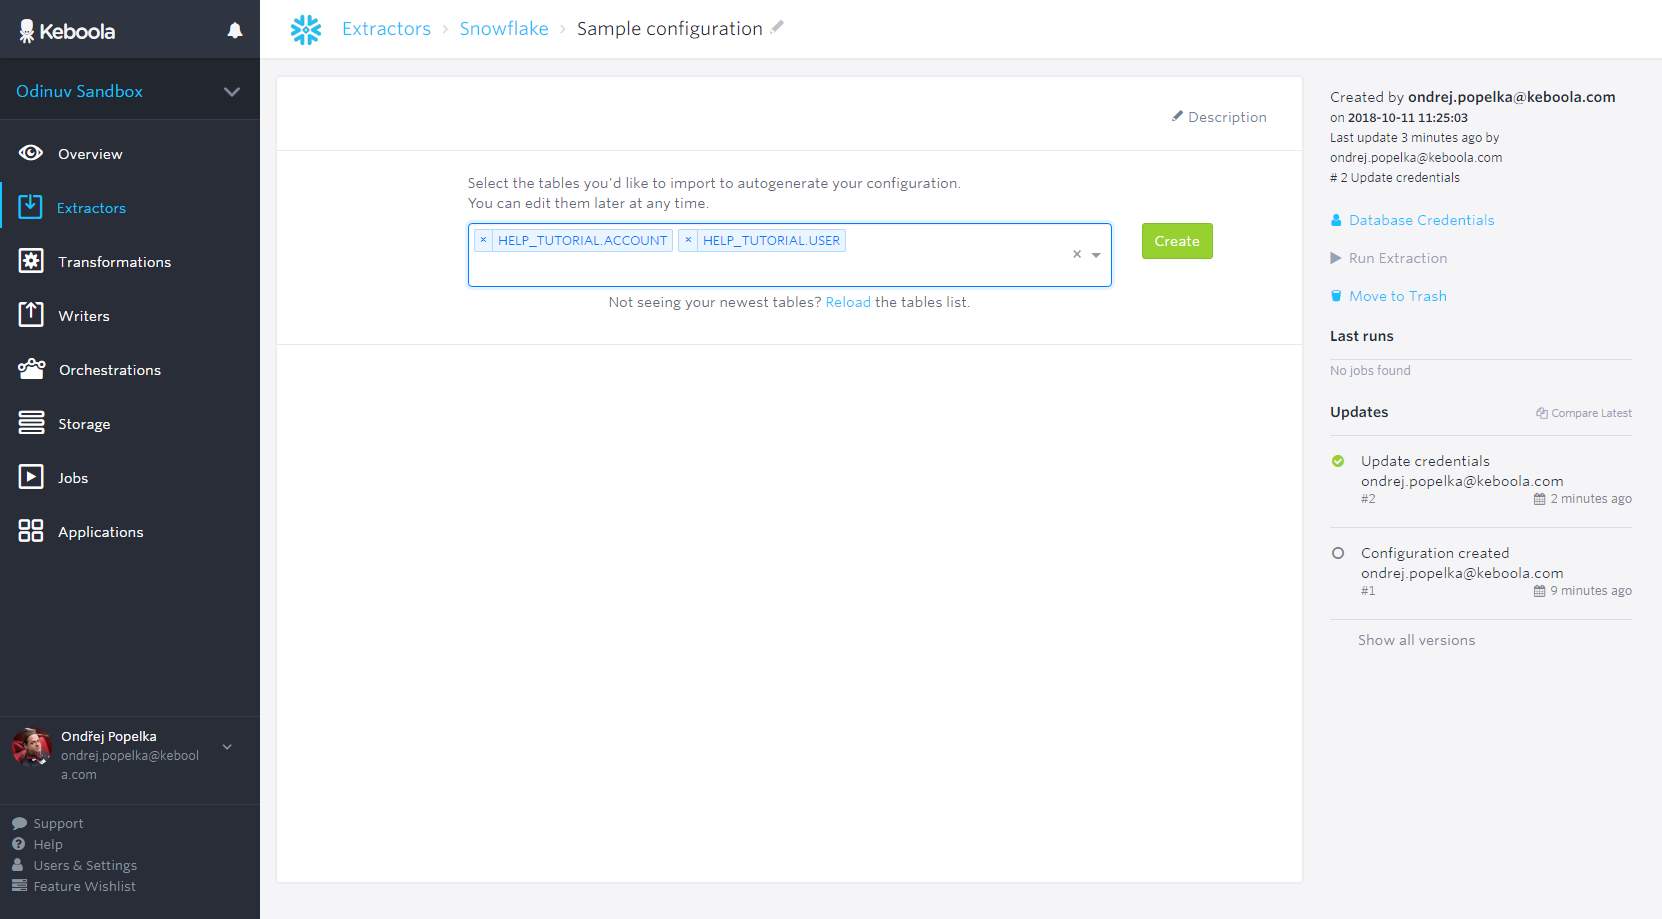 Keboola
Odinuv Sandbox
Overview
Extractors
Transformations
Writers
Orchestrations
Storage
Jobs
Applications
Ondřej Popelka
ondrej.popelka@kebool
a.com
Support
Help
Users & Settings
Feature Wishlist
Extractors › Snowflake › Sample configuration
Description
Select the tables you'd like to import to autogenerate your configuration.
You can edit them later at any time.
× HELP_TUTORIAL.ACCOUNT × HELP_TUTORIAL.USER
×
Create
Not seeing your newest tables? Reload the tables list.
Created by ondrej.popelka@keboola.com
on 2018-10-11 11:25:03
Last update 3 minutes ago by
ondrej.popelka@keboola.com
# 2 Update credentials
Database Credentials
Run Extraction
Move to Trash
Last runs
No jobs found
Updates Compare Latest
Update credentials
ondrej.popelka@keboola.com
#2 2 minutes ago
Configuration created
ondrej.popelka@keboola.com
#1 9 minutes ago
Show all versions